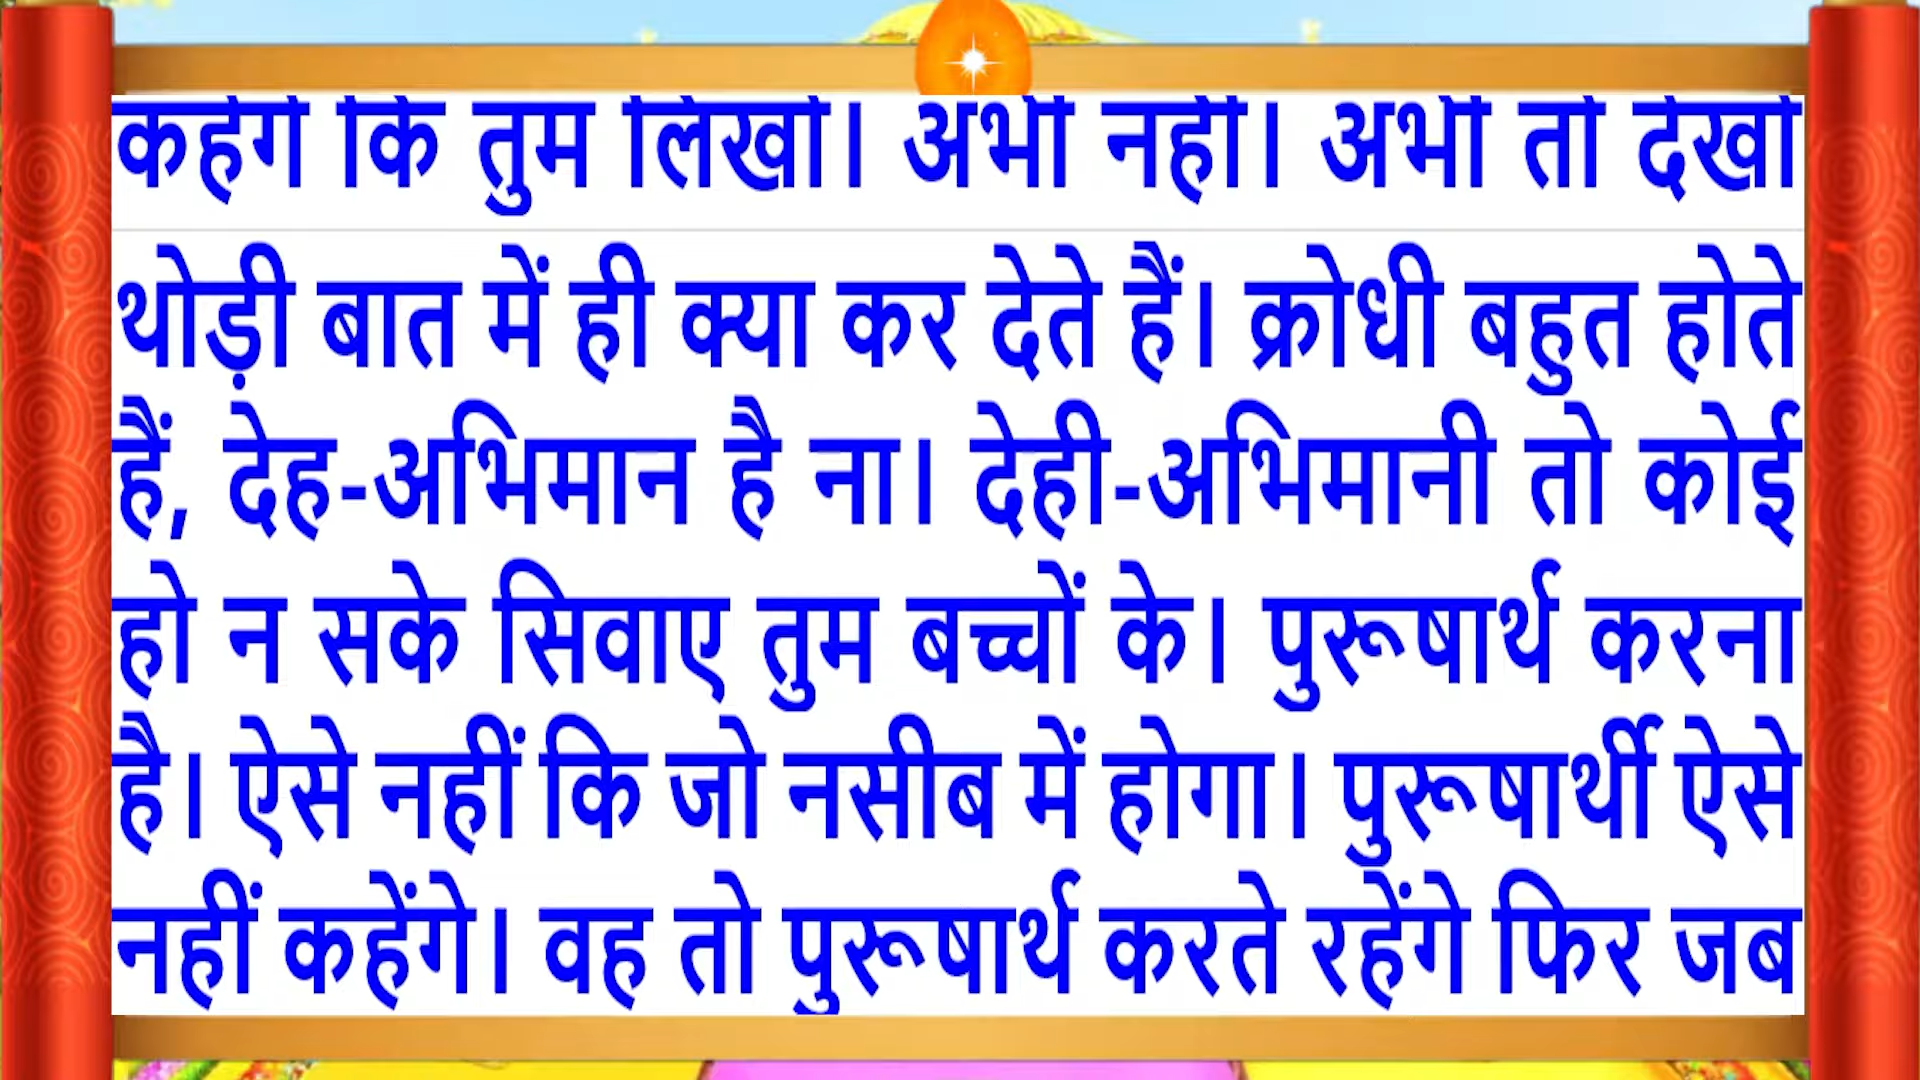 कहेंगे कि तुम लिखो। अभी नहीं। अभी तो देखो
थोड़ी बात में ही क्या कर देते हैं। क्रोधी बहुत होते
हैं, देह-अभिमान है ना। देही-अभिमानी तो कोई
हो न सके सिवाए तुम बच्चों के। पुरूषार्थ करना
है। ऐसे नहीं कि जो नसीब में होगा। पुरूषार्थी ऐसे
नहीं कहेंगे। वह तो पुरूषार्थ करते रहेंगे फिर जब